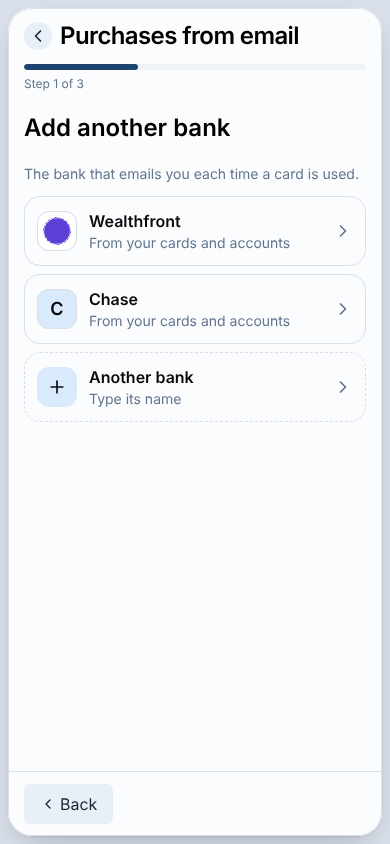 Purchases from email
Step 1 of 3
Add another bank
The bank that emails you each time a card is used.
Wealthfront
From your cards and accounts
C
Chase
From your cards and accounts
Another bank
Type its name
Back